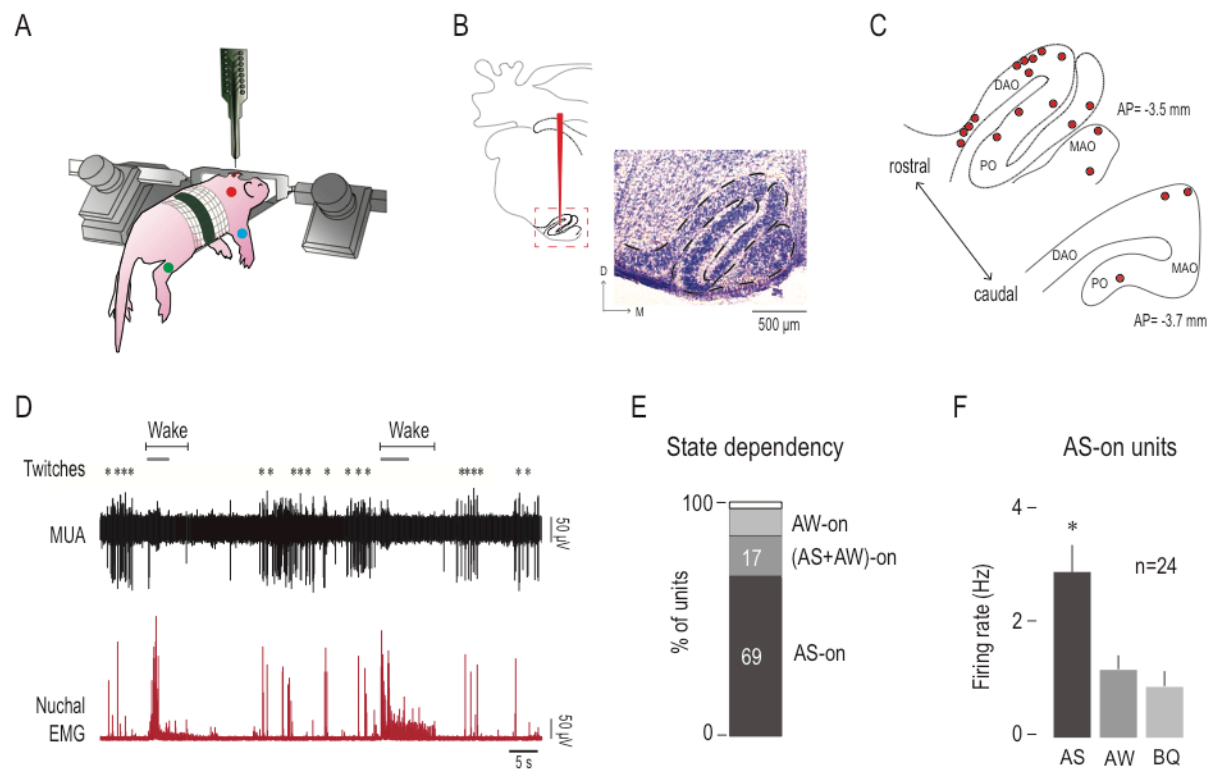 A
B
D
M
500 µm
C
DAO
AP= -3.5 mm
MAO
PO
rostral
caudal
DAO
MAO
PO
AP= -3.7 mm
D
Wake
Wake
Twitches
* *** ** *** * * ** **** **
MUA
50 µV
Nuchal
EMG
50 µV
5 s
E
State dependency
% of units
100
0
AW-on
17
(AS+AW)-on
69
AS-on
F
AS-on units
Firing rate (Hz)
4
2
0
*
n=24
AS
AW
BQ